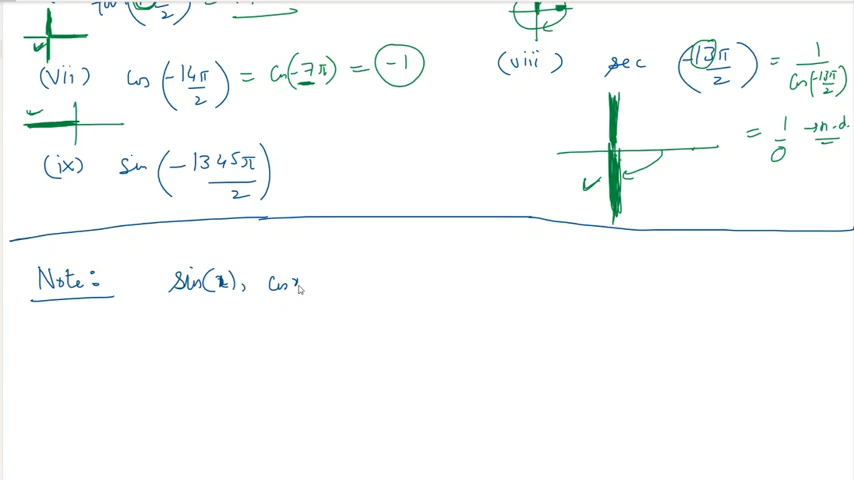 (vii) cos (-14π/2) = cos(-7π) = -1
(viii) sec (-13π/2) = 1/cos(-13π/2)
= 1/0 → n.d.
(ix) sin (-1345π/2)
Note: sin(x), cos x